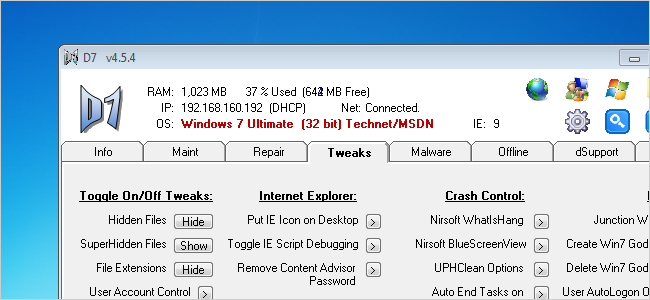 D7 v4.5.4
D7
RAM: 1,023 MB 37 % Used (642 MB Free)
IP: 192.168.160.192 (DHCP) Net: Connected.
OS: Windows 7 Ultimate (32 bit) Technet/MSDN IE: 9
Info Maint Repair Tweaks Malware Offline dSupport
Toggle On/Off Tweaks: Internet Explorer: Crash Control:
Hidden Files Hide Put IE Icon on Desktop > Nirsoft WhatIsHang > Junction W
SuperHidden Files Show Toggle IE Script Debugging > Nirsoft BlueScreenView > Create Win7 God
File Extensions Hide Remove Content Advisor Password > UPHClean Options > Delete Win7 God
User Account Control > Auto End Tasks on > User AutoLogon O